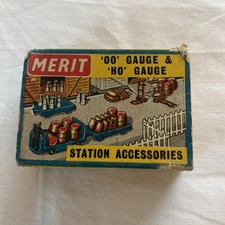 MERIT
'OO' GAUGE &
'HO' GAUGE
STATION ACCESSORIES